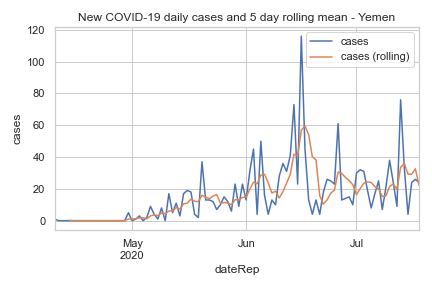 New COVID-19 daily cases and 5 day rolling mean - Yemen
120
100
80
60
40
20
0
cases
cases
cases (rolling)
May
2020
Jun
Jul
dateRep